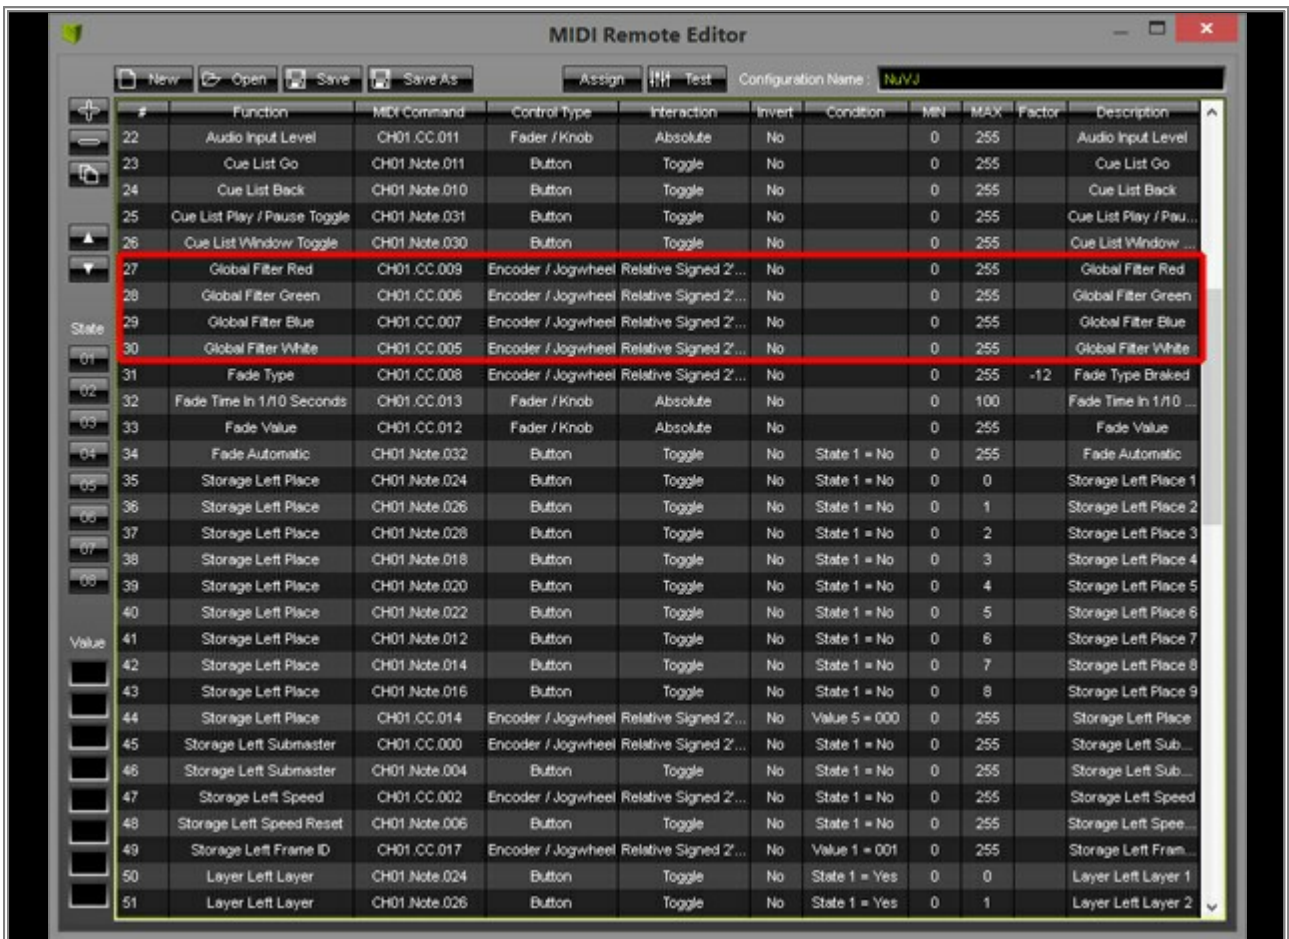 MIDI Remote Editor
New Open Save Save As Assign Test Configuration Name: NuVJ
# Function MIDI Command Control Type Interaction Invert Condition MIN MAX Factor Description
22 Audio Input Level CH01.CC.011 Fader / Knob Absolute No 0 255 Audio Input Level
23 Cue List Go CH01.Note.011 Button Toggle No 0 255 Cue List Go
24 Cue List Back CH01.Note.010 Button Toggle No 0 255 Cue List Back
25 Cue List Play / Pause Toggle CH01.Note.031 Button Toggle No 0 255 Cue List Play / Pau...
26 Cue List Window Toggle CH01.Note.030 Button Toggle No 0 255 Cue List Window ...
27 Global Filter Red CH01.CC.009 Encoder / Jogwheel Relative Signed 2'... No 0 255 Global Filter Red
28 Global Filter Green CH01.CC.006 Encoder / Jogwheel Relative Signed 2'... No 0 255 Global Filter Green
State 29 Global Filter Blue CH01.CC.007 Encoder / Jogwheel Relative Signed 2'... No 0 255 Global Filter Blue
01 30 Global Filter White CH01.CC.005 Encoder / Jogwheel Relative Signed 2'... No 0 255 Global Filter White
31 Fade Type CH01.CC.008 Encoder / Jogwheel Relative Signed 2'... No 0 255 -12 Fade Type Braked
02 32 Fade Time In 1/10 Seconds CH01.CC.013 Fader / Knob Absolute No 0 100 Fade Time In 1/10 ...
03 33 Fade Value CH01.CC.012 Fader / Knob Absolute No 0 255 Fade Value
04 34 Fade Automatic CH01.Note.032 Button Toggle No State 1 = No 0 255 Fade Automatic
05 35 Storage Left Place CH01.Note.024 Button Toggle No State 1 = No 0 0 Storage Left Place 1
06 36 Storage Left Place CH01.Note.026 Button Toggle No State 1 = No 0 1 Storage Left Place 2
07 37 Storage Left Place CH01.Note.028 Button Toggle No State 1 = No 0 2 Storage Left Place 3
38 Storage Left Place CH01.Note.018 Button Toggle No State 1 = No 0 3 Storage Left Place 4
08 39 Storage Left Place CH01.Note.020 Button Toggle No State 1 = No 0 4 Storage Left Place 5
40 Storage Left Place CH01.Note.022 Button Toggle No State 1 = No 0 5 Storage Left Place 6
Value 41 Storage Left Place CH01.Note.012 Button Toggle No State 1 = No 0 6 Storage Left Place 7
42 Storage Left Place CH01.Note.014 Button Toggle No State 1 = No 0 7 Storage Left Place 8
43 Storage Left Place CH01.Note.016 Button Toggle No State 1 = No 0 8 Storage Left Place 9
44 Storage Left Place CH01.CC.014 Encoder / Jogwheel Relative Signed 2'... No Value 5 = 000 0 255 Storage Left Place
45 Storage Left Submaster CH01.CC.000 Encoder / Jogwheel Relative Signed 2'... No State 1 = No 0 255 Storage Left Sub...
46 Storage Left Submaster CH01.Note.004 Button Toggle No State 1 = No 0 255 Storage Left Sub...
47 Storage Left Speed CH01.CC.002 Encoder / Jogwheel Relative Signed 2'... No State 1 = No 0 255 Storage Left Speed
48 Storage Left Speed Reset CH01.Note.006 Button Toggle No State 1 = No 0 255 Storage Left Spee...
49 Storage Left Frame ID CH01.CC.017 Encoder / Jogwheel Relative Signed 2'... No Value 1 = 001 0 255 Storage Left Fram...
50 Layer Left Layer CH01.Note.024 Button Toggle No State 1 = Yes 0 0 Layer Left Layer 1
51 Layer Left Layer CH01.Note.026 Button Toggle No State 1 = Yes 0 1 Layer Left Layer 2